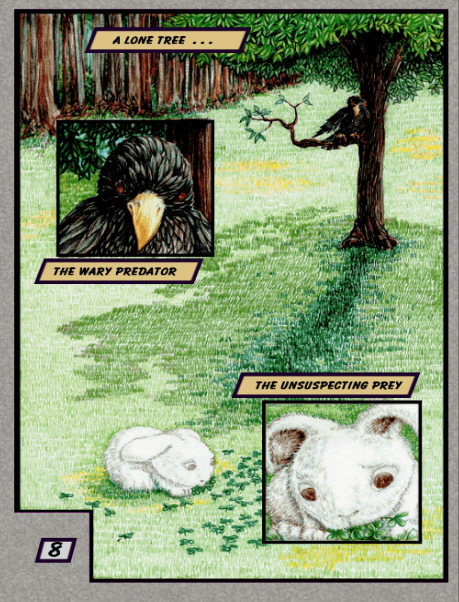 A LONE TREE . . .
THE WARY PREDATOR
THE UNSUSPECTING PREY
8